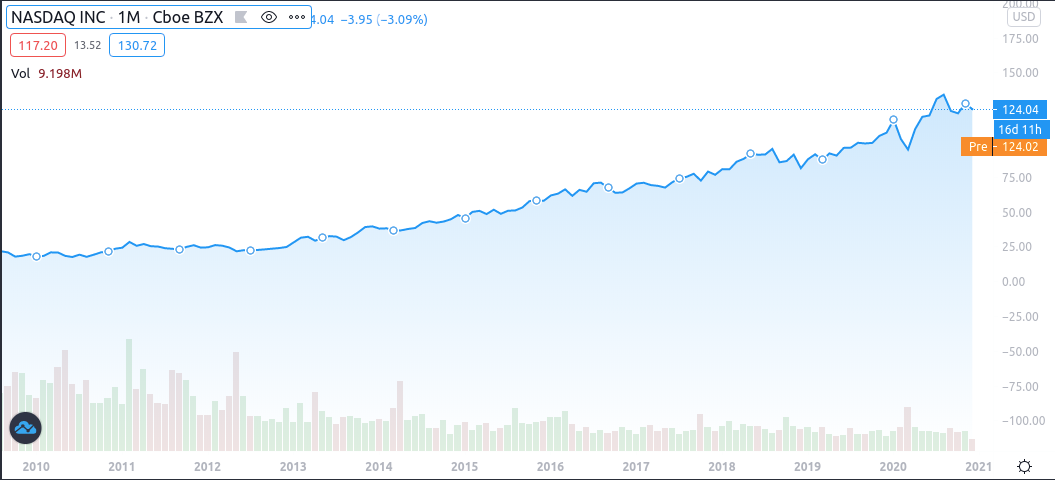 NASDAQ INC · 1M · Cboe BZX 4.04 −3.95 (−3.09%)
117.20 13.52 130.72
Vol 9.198M
200.00
USD
175.00
150.00
124.04
16d 11h
Pre 124.02
75.00
50.00
25.00
0.00
−25.00
−50.00
−75.00
−100.00
2010 2011 2012 2013 2014 2015 2016 2017 2018 2019 2020 2021